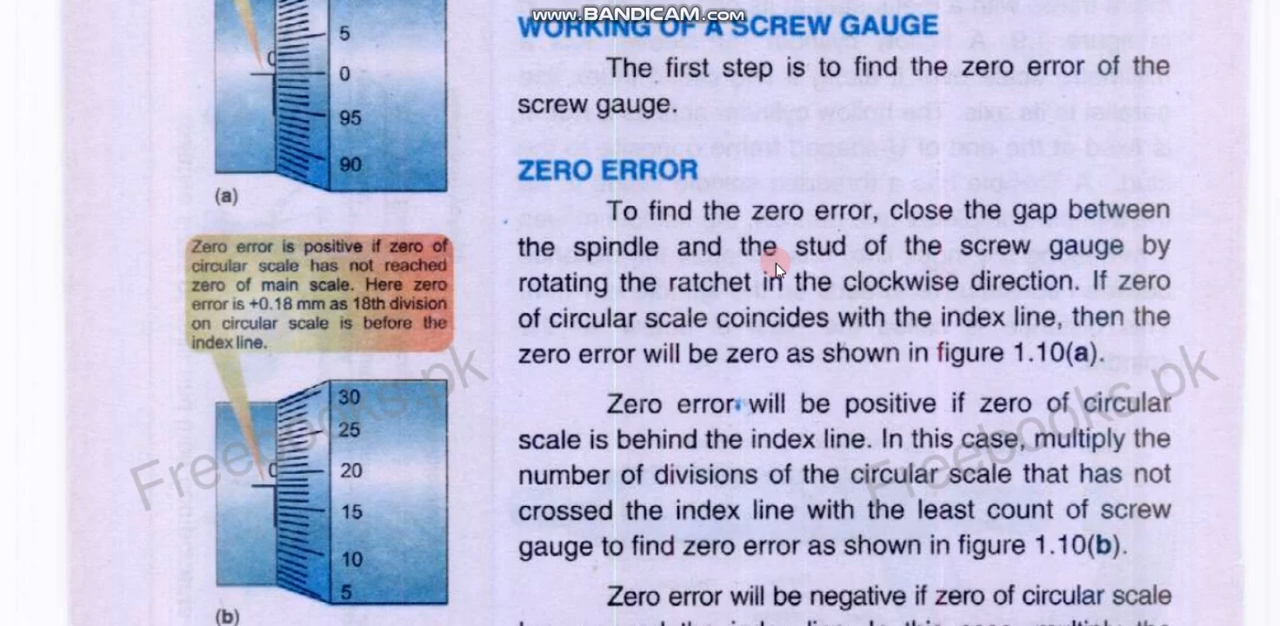 www.BANDICAM.com
WORKING OF A SCREW GAUGE
The first step is to find the zero error of the
screw gauge.
ZERO ERROR
To find the zero error, close the gap between
the spindle and the stud of the screw gauge by
rotating the ratchet in the clockwise direction. If zero
of circular scale coincides with the index line, then the
zero error will be zero as shown in figure 1.10(a).
Zero error will be positive if zero of circular
scale is behind the index line. In this case, multiply the
number of divisions of the circular scale that has not
crossed the index line with the least count of screw
gauge to find zero error as shown in figure 1.10(b).
Zero error will be negative if zero of circular scale
0
5
0
95
90
(a)
Zero error is positive if zero of
circular scale has not reached
zero of main scale. Here zero
error is +0.18 mm as 18th division
on circular scale is before the
index line.
0
30
25
20
15
10
5
(b)
Freebooks.pk
Freebooks.pk